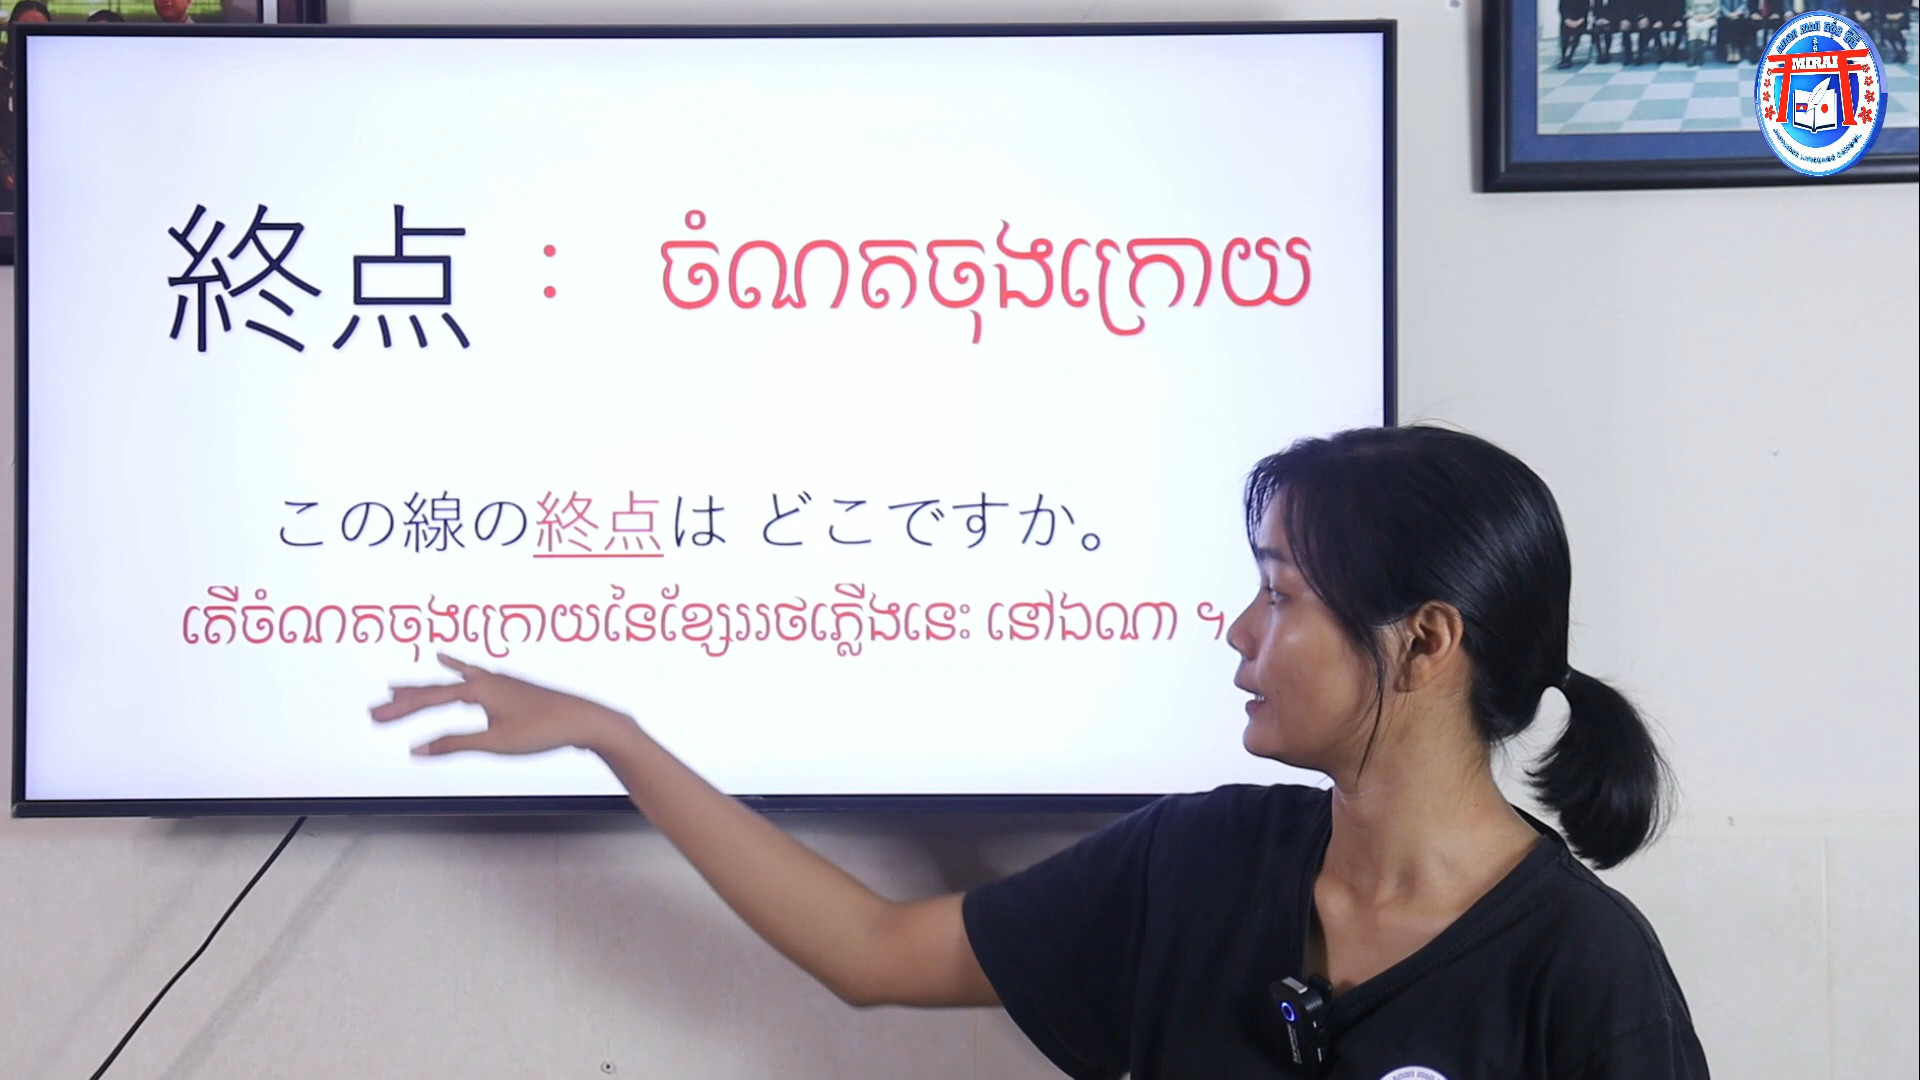 終点 : ចំណតចុងក្រោយ
この線の終点は どこですか。
តើចំណតចុងក្រោយនៃខ្សែររថភ្លើងនេះ នៅឯណា ។
MIRAI